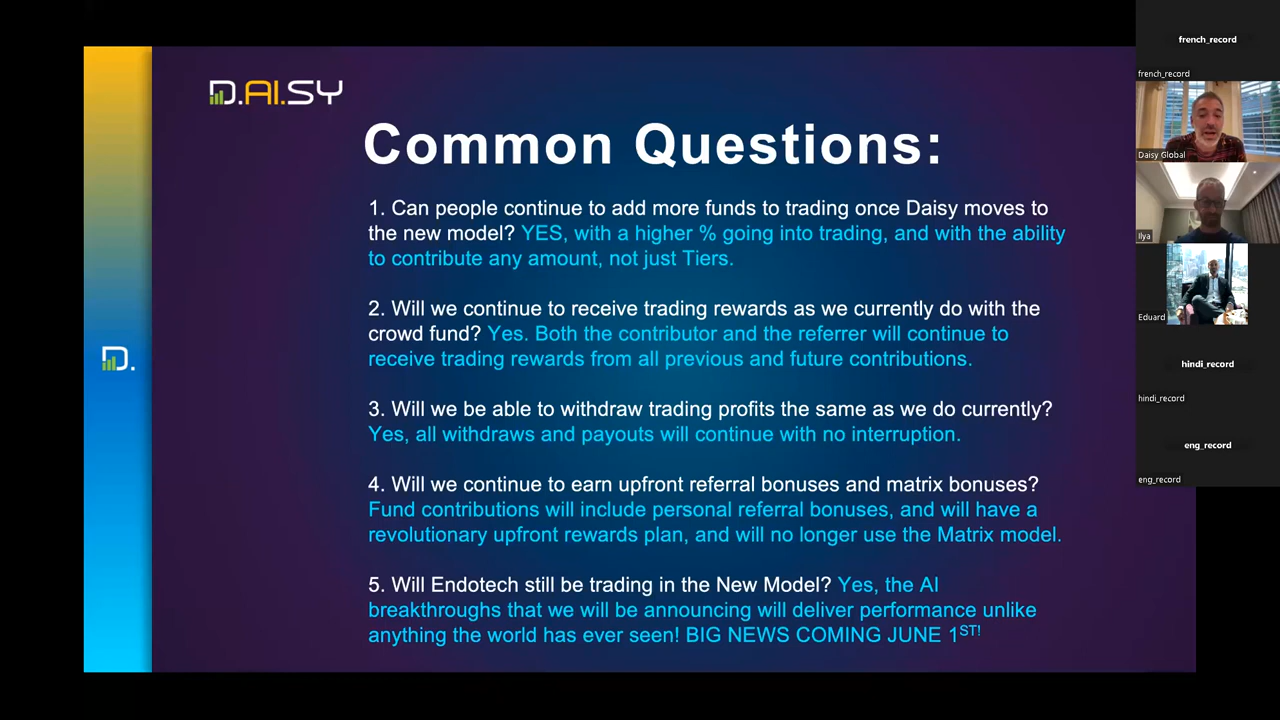 D.AI.SY
Common Questions:
1. Can people continue to add more funds to trading once Daisy moves to
the new model? YES, with a higher % going into trading, and with the ability
to contribute any amount, not just Tiers.
2. Will we continue to receive trading rewards as we currently do with the
crowd fund? Yes. Both the contributor and the referrer will continue to
receive trading rewards from all previous and future contributions.
3. Will we be able to withdraw trading profits the same as we do currently?
Yes, all withdraws and payouts will continue with no interruption.
4. Will we continue to earn upfront referral bonuses and matrix bonuses?
Fund contributions will include personal referral bonuses, and will have a
revolutionary upfront rewards plan, and will no longer use the Matrix model.
5. Will Endotech still be trading in the New Model? Yes, the AI
breakthroughs that we will be announcing will deliver performance unlike
anything the world has ever seen! BIG NEWS COMING JUNE 1ST!
D.
french_record
french_record
Daisy Global
Ilya
Eduard
hindi_record
hindi_record
eng_record
eng_record